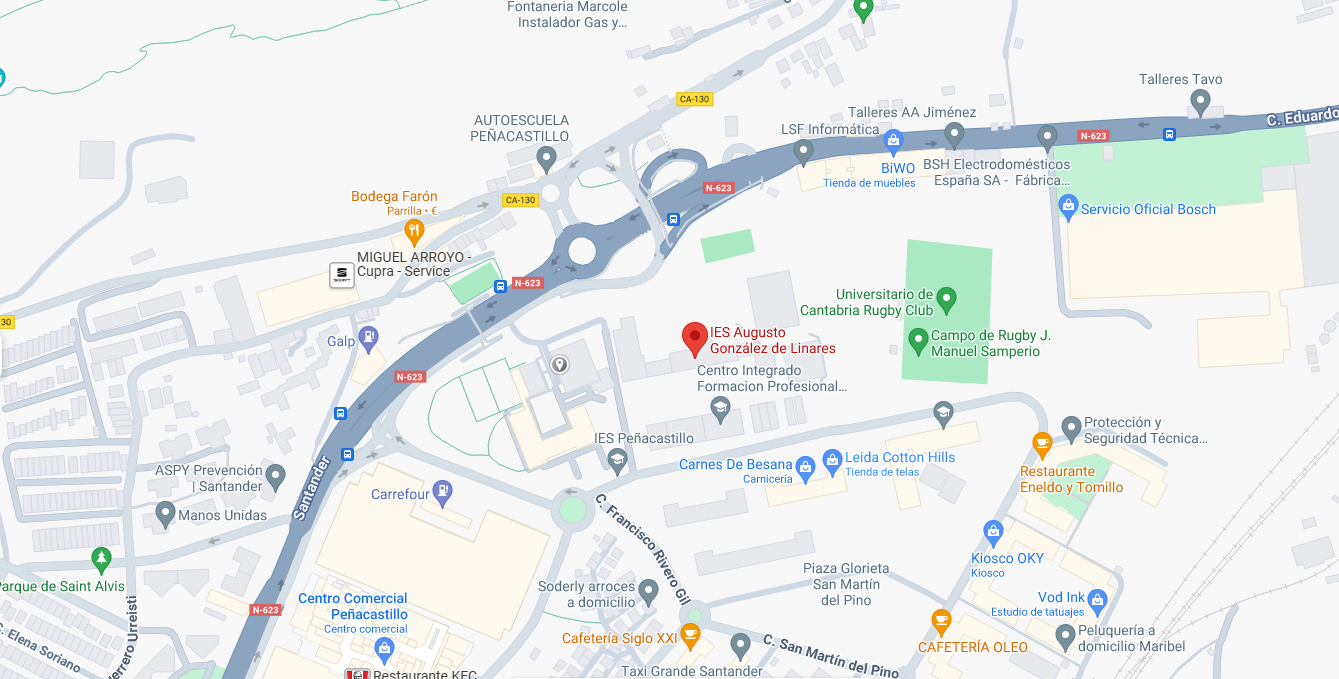 Fontaneria Marcole
Instalador Gas y...
Talleres Tavo
CA-130
AUTOESCUELA
PEÑACASTILLO
Talleres AA Jiménez
C. Eduardo
LSF Informática
N-623
BiWO
Tienda de muebles
BSH Electrodomésticos
España SA - Fábrica...
N-623
Bodega Farón
Parrilla • €
CA-130
Servicio Oficial Bosch
MIGUEL ARROYO -
Cupra - Service
N-623
Universitario de
Cantabria Rugby Club
30
Galp
IES Augusto
González de Linares
Campo de Rugby J.
Manuel Samperio
Centro Integrado
Formacion Profesional...
N-623
IES Peñacastillo
Protección y
Seguridad Técnica...
ASPY Prevención
| Santander
Santander
Carnes De Besana
Carnicería
Leida Cotton Hills
Tienda de telas
Restaurante
Eneldo y Tomillo
Carrefour
Manos Unidas
C. Francisco Rivero Gil
Parque de Saint Alvis
Soderly arroces
a domicilio
Piaza Glorieta
San Martín
del Pino
Kiosco OKY
Kiosco
Centro Comercial
Peñacastillo
Centro comercial
N-623
Vod Ink
Estudio de tatuajes
C. Elena Soriano
Herrero Urreisti
Cafetería Siglo XXI
C. San Martín del Pino
CAFETERÍA OLEO
Peluquería a
domicilio Maribel
Taxi Grande Santander
Restaurante KFC